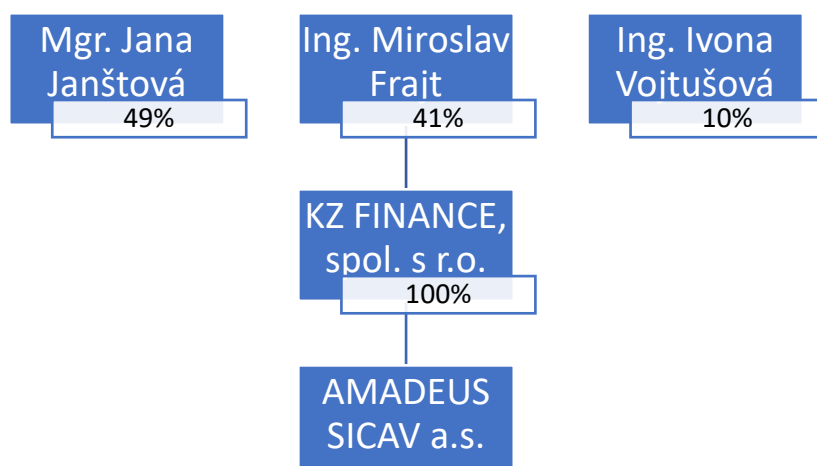 Mgr. Jana
Janštová
49%
Ing. Miroslav
Frajt
41%
Ing. Ivona
Vojtušová
10%
KZ FINANCE,
spol. s r.o.
100%
AMADEUS
SICAV a.s.